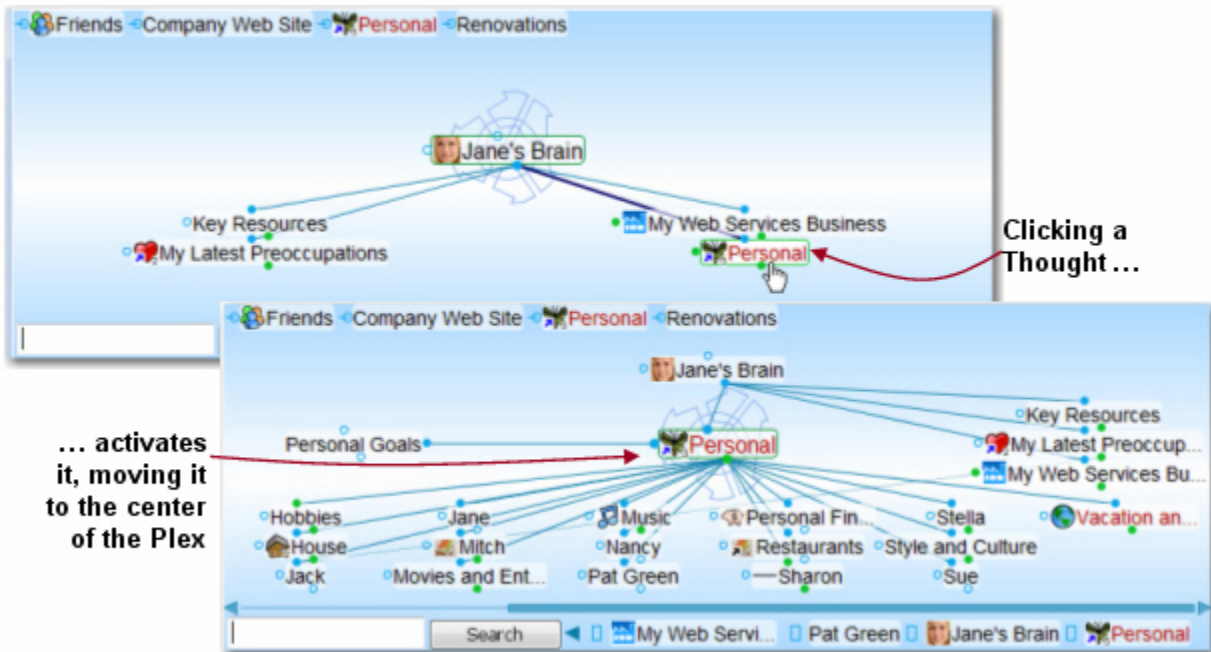 Friends Company Web Site Personal Renovations
Jane's Brain
Key Resources My Web Services Business
My Latest Preoccupations Personal
Clicking a
Thought ...
Friends Company Web Site Personal Renovations
Jane's Brain
Key Resources
Personal Goals Personal My Latest Preoccup...
My Web Services Bu...
... activates
it, moving it
to the center
of the Plex
Hobbies Jane Music Personal Fin... Stella Vacation an...
House Mitch Nancy Restaurants Style and Culture
Jack Movies and Ent... Pat Green Sharon Sue
Search My Web Servi... Pat Green Jane's Brain Personal